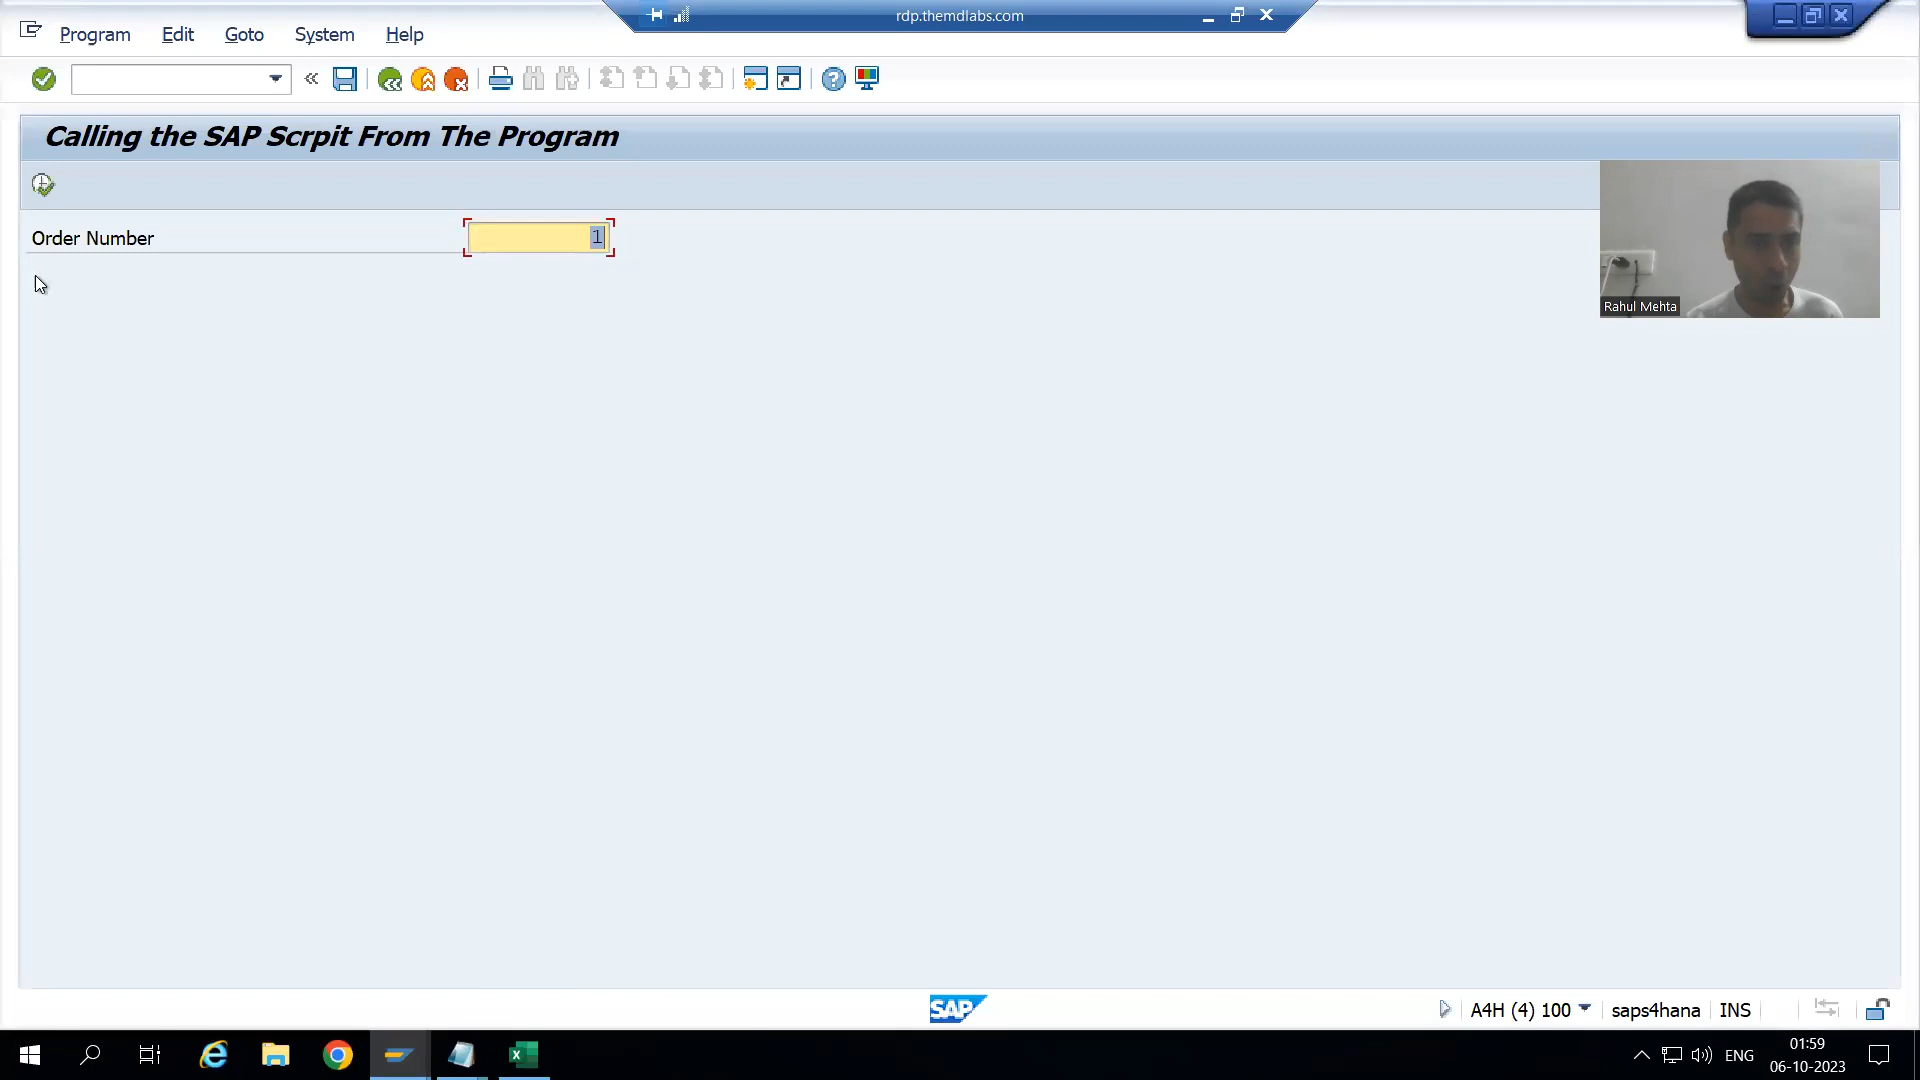 rdp.themdlabs.com
Program Edit Goto System Help
Calling the SAP Scrpit From The Program
Order Number 1
Rahul Mehta
SAP
A4H (4) 100 saps4hana INS
ENG
01:59
06-10-2023